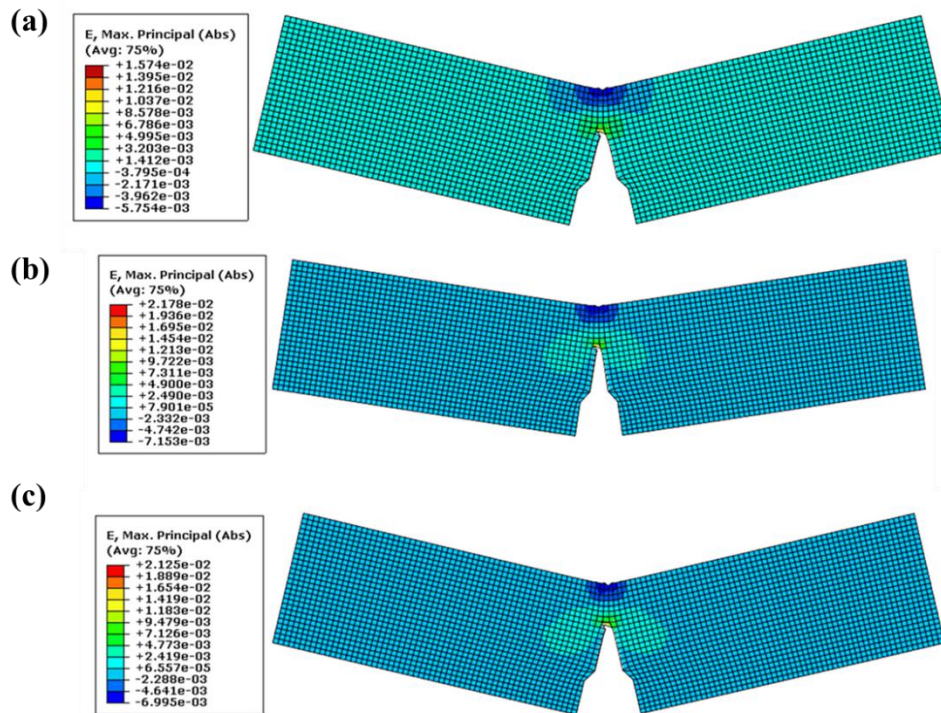 (a)
E, Max. Principal (Abs)
(Avg: 75%)
+1.574e-02
+1.395e-02
+1.216e-02
+1.037e-02
+8.578e-03
+6.786e-03
+4.995e-03
+3.203e-03
+1.412e-03
-3.795e-04
-2.171e-03
-3.962e-03
-5.754e-03
(b)
E, Max. Principal (Abs)
(Avg: 75%)
+2.178e-02
+1.936e-02
+1.695e-02
+1.454e-02
+1.213e-02
+9.722e-03
+7.311e-03
+4.900e-03
+2.490e-03
+7.901e-05
-2.332e-03
-4.742e-03
-7.153e-03
(c)
E, Max. Principal (Abs)
(Avg: 75%)
+2.125e-02
+1.889e-02
+1.654e-02
+1.419e-02
+1.183e-02
+9.479e-03
+7.126e-03
+4.773e-03
+2.419e-03
+6.557e-05
-2.288e-03
-4.641e-03
-6.995e-03